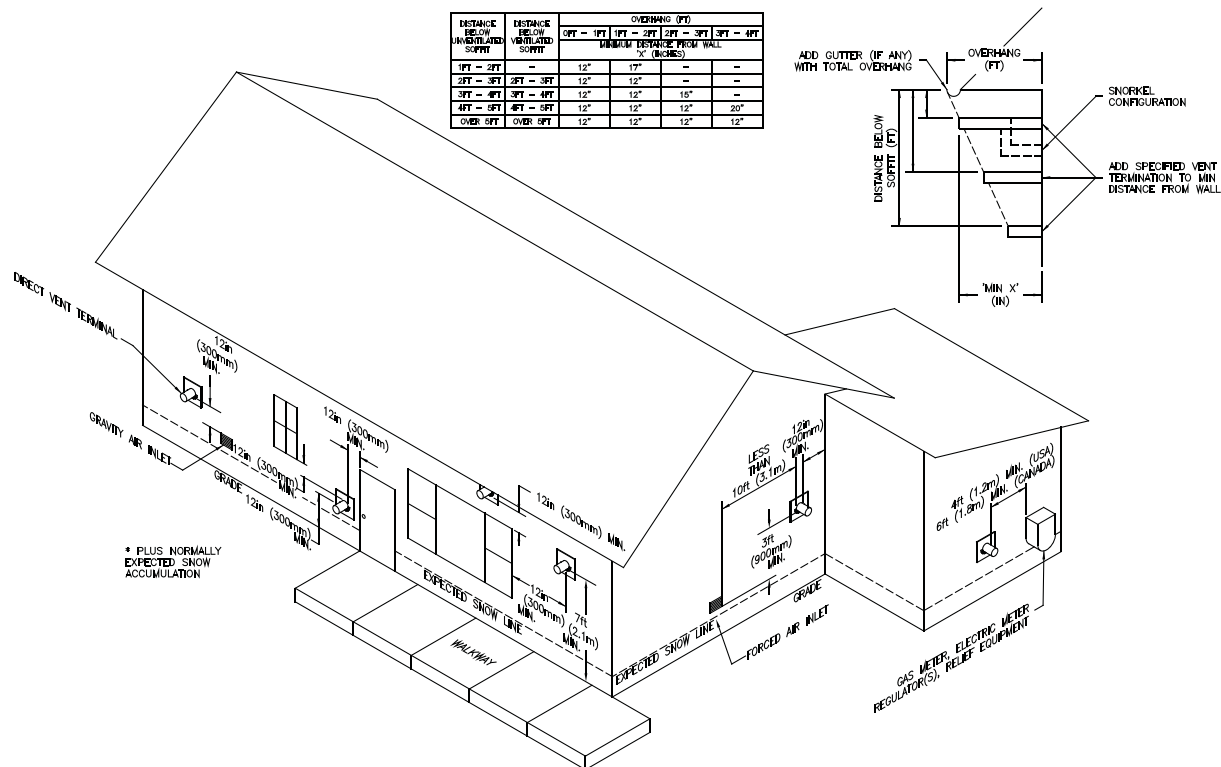 DISTANCE BELOW UNVENTILATED SOFFIT
DISTANCE BELOW VENTILATED SOFFIT
OVERHANG (FT)
0FT - 1FT 1FT - 2FT 2FT - 3FT 3FT - 4FT
MINIMUM DISTANCE FROM WALL
'X' (INCHES)
1FT - 2FT - 12" 17" - -
2FT - 3FT 2FT - 3FT 12" 12" - -
3FT - 4FT 3FT - 4FT 12" 12" 15" -
4FT - 5FT 4FT - 5FT 12" 12" 12" 20"
OVER 5FT OVER 5FT 12" 12" 12" 12"
ADD GUTTER (IF ANY)
WITH TOTAL OVERHANG
OVERHANG
(FT)
SNORKEL
CONFIGURATION
DISTANCE BELOW
SOFFIT (FT)
ADD SPECIFIED VENT
TERMINATION TO MIN
DISTANCE FROM WALL
'MIN X'
(IN)
DIRECT VENT TERMINAL
12in
(300mm)
MIN.
GRAVITY AIR INLET
12in (300mm)
MIN.
12in (300mm)
MIN.
GRADE
12in (300mm)
MIN.
* PLUS NORMALLY
EXPECTED SNOW
ACCUMULATION
12in (300mm) MIN.
EXPECTED SNOW LINE
12in
(300mm)
MIN.
7ft
(2.1m)
MIN.
WALKWAY
LESS
THAN
10ft (3.1m)
12in
(300mm)
MIN.
3ft
(900mm)
MIN.
GRADE
EXPECTED SNOW LINE
FORCED AIR INLET
4ft (1.2m) MIN. (USA)
6ft (1.8m) MIN. (CANADA)
GAS METER, ELECTRIC METER
REGULATOR(S), RELIEF EQUIPMENT